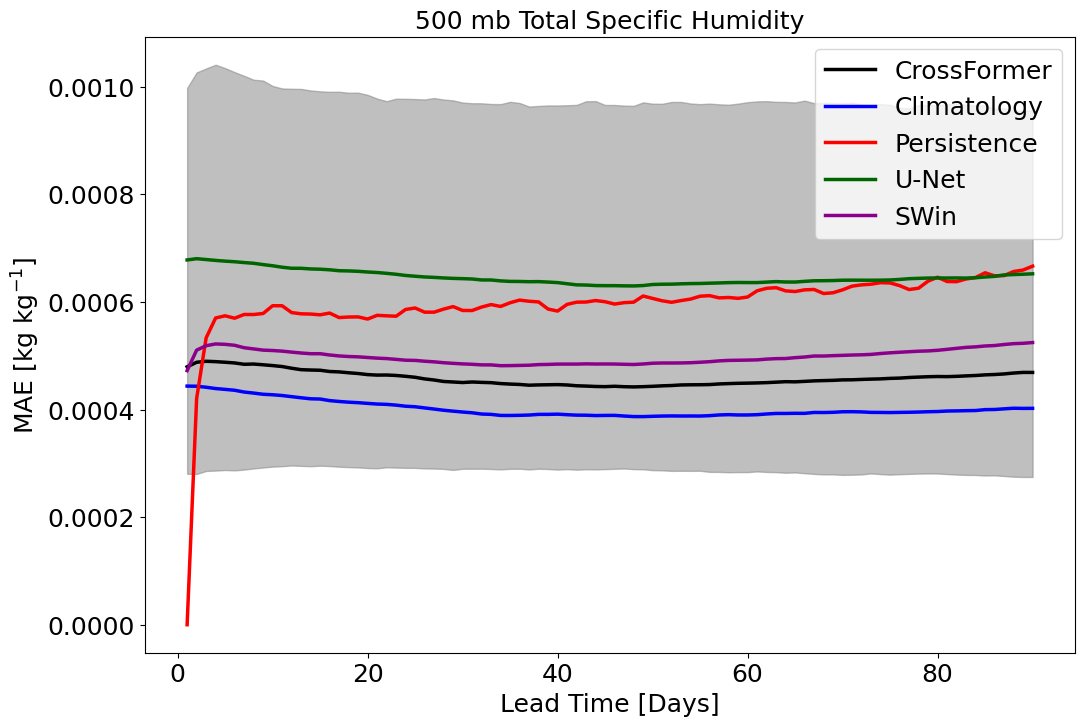 500 mb Total Specific Humidity
CrossFormer
Climatology
Persistence
U-Net
SWin
MAE [kg kg⁻¹]
0.0010
0.0008
0.0006
0.0004
0.0002
0.0000
0 20 40 60 80
Lead Time [Days]